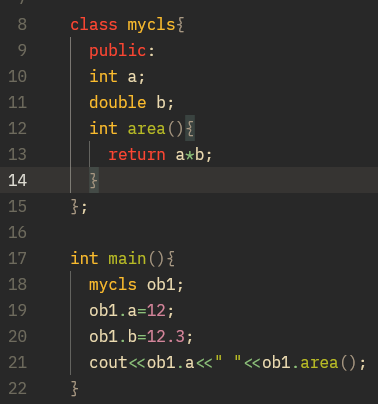 8 class mycls{
9 public:
10 int a;
11 double b;
12 int area(){
13 return a*b;
14 }
15 };
16
17 int main(){
18 mycls ob1;
19 ob1.a=12;
20 ob1.b=12.3;
21 cout<<ob1.a<<" "<<ob1.area();
22 }